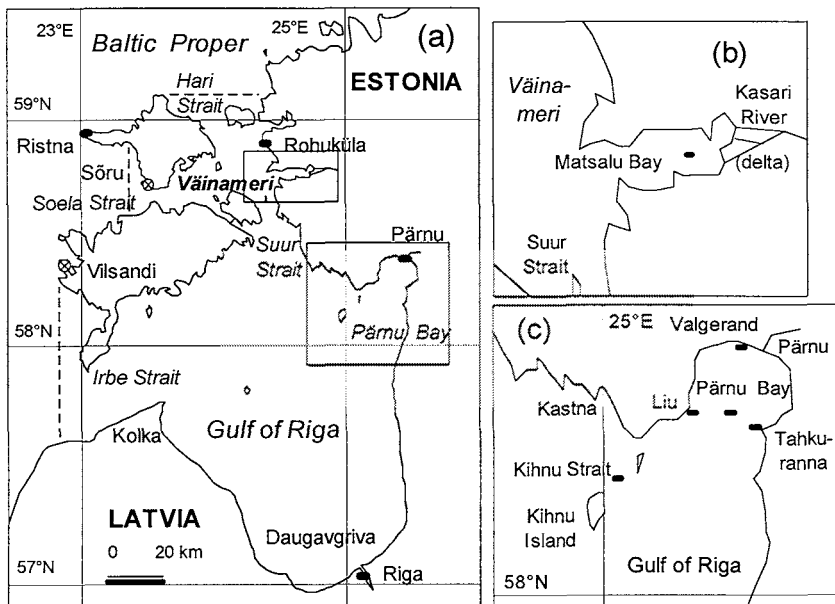 23°E
25°E
(a)
Baltic Proper
Hari
Strait
ESTONIA
59°N
Ristna
Rohuküla
Sõru
Väinameri
Soela Strait
Suur
Strait
Pärnu
Vilsandi
58°N
Pärnu Bay
Irbe Strait
Kolka
Gulf of Riga
LATVIA
0 20 km
Daugavgriva
57°N
Riga
(b)
Väina-
meri
Kasari
River
Matsalu Bay
(delta)
Suur
Strait
(c)
25°E
Valgerand
Pärnu
Liu
Pärnu Bay
Kastna
Tahku-
ranna
Kihnu Strait
Kihnu
Island
Gulf of Riga
58°N